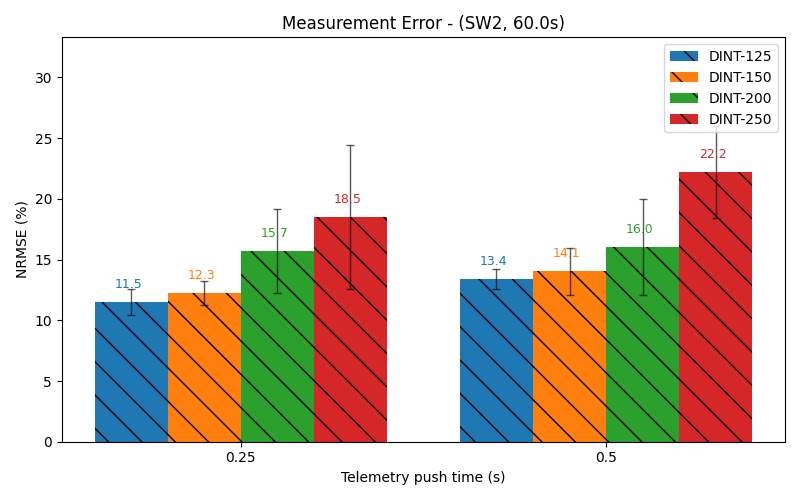 Measurement Error - (SW2, 60.0s)
DINT-125
DINT-150
DINT-200
DINT-250
NRMSE (%)
30
25
20
15
10
5
0
11.5
12.3
15.7
18.5
13.4
14.1
16.0
22.2
0.25
0.5
Telemetry push time (s)